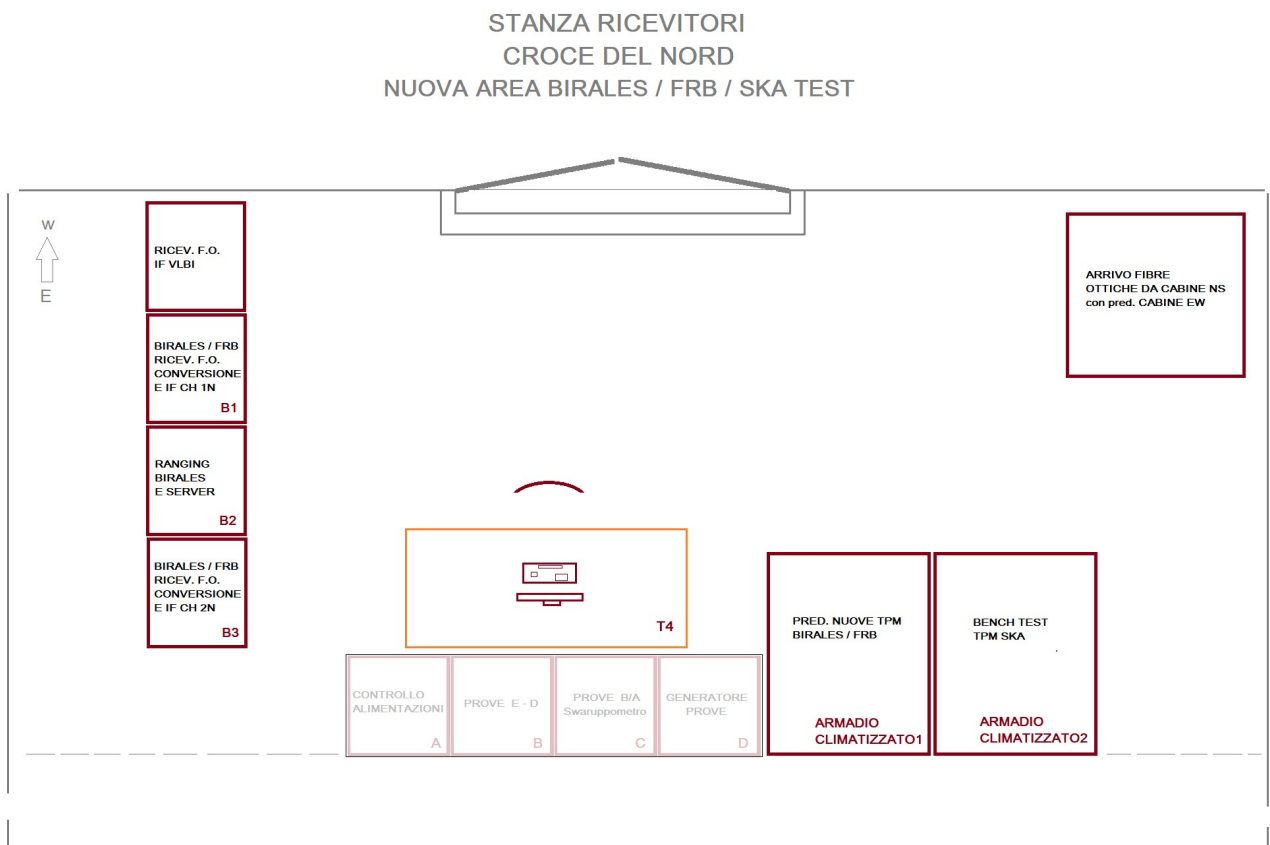 STANZA RICEVITORI
CROCE DEL NORD
NUOVA AREA BIRALES / FRB / SKA TEST
W
E
RICEV. F.O.
IF VLBI
BIRALES / FRB
RICEV. F.O.
CONVERSIONE
E IF CH 1N
B1
RANGING
BIRALES
E SERVER
B2
BIRALES / FRB
RICEV. F.O.
CONVERSIONE
E IF CH 2N
B3
ARRIVO FIBRE
OTTICHE DA CABINE NS
con pred. CABINE EW
T4
CONTROLLO
ALIMENTAZIONI
A
PROVE E - D
B
PROVE B/A
Swaruppometro
C
GENERATORE
PROVE
D
PRED. NUOVE TPM
BIRALES / FRB
ARMADIO
CLIMATIZZATO1
BENCH TEST
TPM SKA
ARMADIO
CLIMATIZZATO2